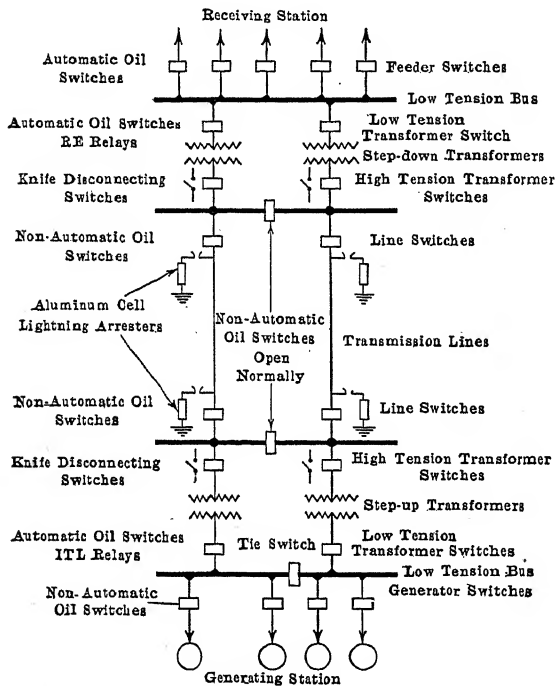 Receiving Station
Automatic Oil
Switches
Feeder Switches
Low Tension Bus
Automatic Oil Switches
RE Relays
Low Tension
Transformer Switch
Step-down Transformers
Knife Disconnecting
Switches
High Tension Transformer
Switches
Non-Automatic Oil
Switches
Line Switches
Aluminum Cell
Lightning Arresters
Non-Automatic
Oil Switches
Open
Normally
Transmission Lines
Non-Automatic Oil
Switches
Line Switches
Knife Disconnecting
Switches
High Tension Transformer
Switches
Step-up Transformers
Automatic Oil Switches
ITL Relays
Tie Switch
Low Tension
Transformer Switches
Low Tension Bus
Generator Switches
Non-Automatic
Oil Switches
Generating Station